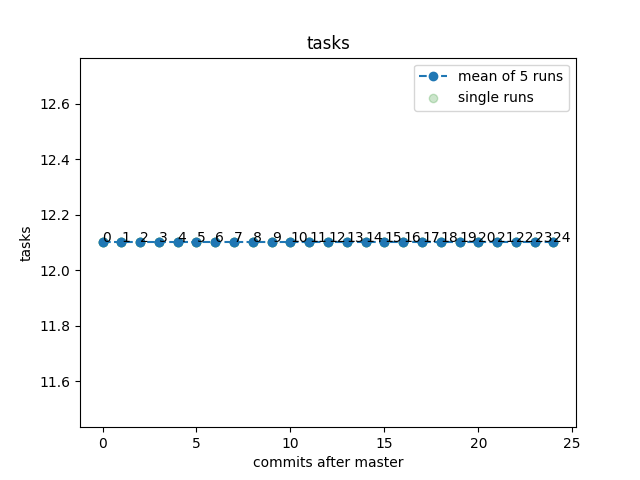 tasks
mean of 5 runs
single runs
12.6
12.4
12.2
12.0
11.8
11.6
tasks
0 1 2 3 4 5 6 7 8 9 10 11 12 13 14 15 16 17 18 19 20 21 22 23 24
0 5 10 15 20 25
commits after master